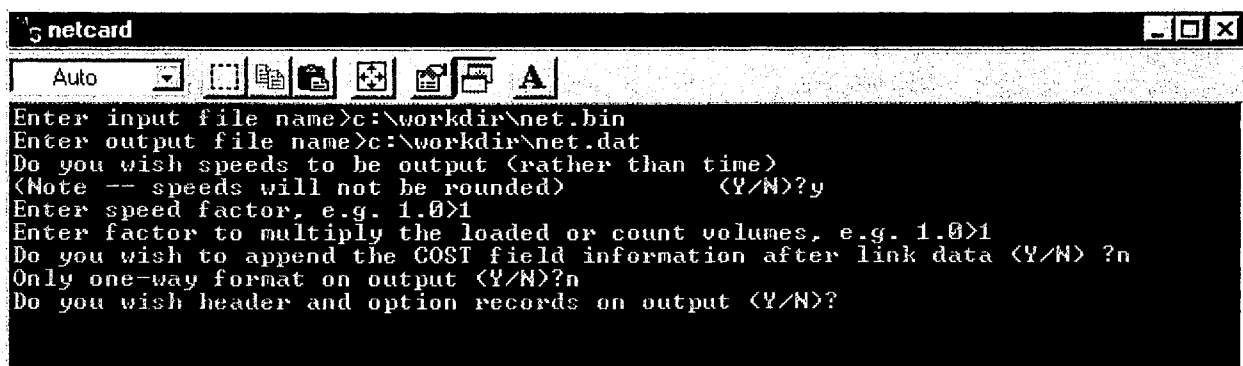 netcard
Auto
A
Enter input file name>c:\workdir\net.bin
Enter output file name>c:\workdir\net.dat
Do you wish speeds to be output (rather than time)
(Note -- speeds will not be rounded) (Y/N)?y
Enter speed factor, e.g. 1.0>1
Enter factor to multiply the loaded or count volumes, e.g. 1.0>1
Do you wish to append the COST field information after link data (Y/N) ?n
Only one-way format on output (Y/N)?n
Do you wish header and option records on output (Y/N)?